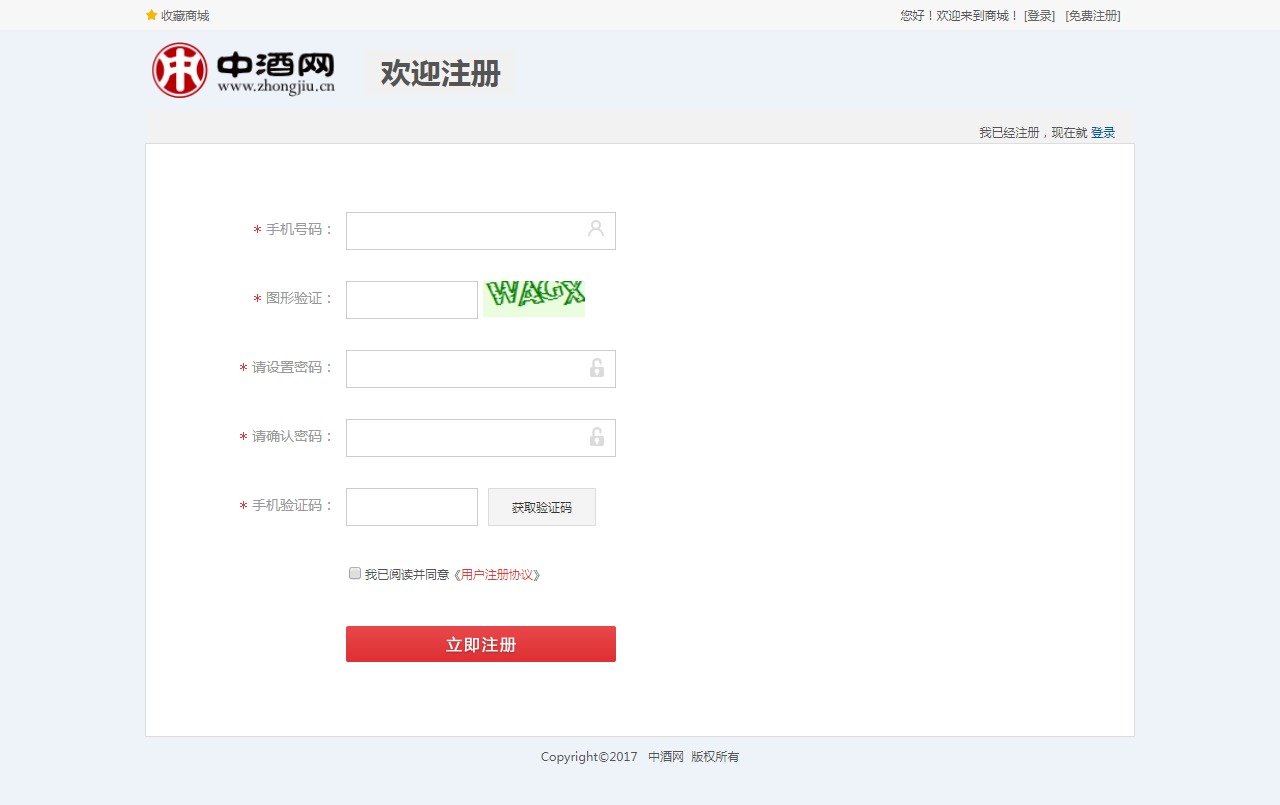 收藏商城
您好！欢迎来到商城！ [登录] [免费注册]
中酒网
www.zhongjiu.cn
欢迎注册
我已经注册，现在就 登录
* 手机号码：
* 图形验证：
WAGX
* 请设置密码：
* 请确认密码：
* 手机验证码：
获取验证码
我已阅读并同意《用户注册协议》
立即注册
Copyright©2017 中酒网 版权所有